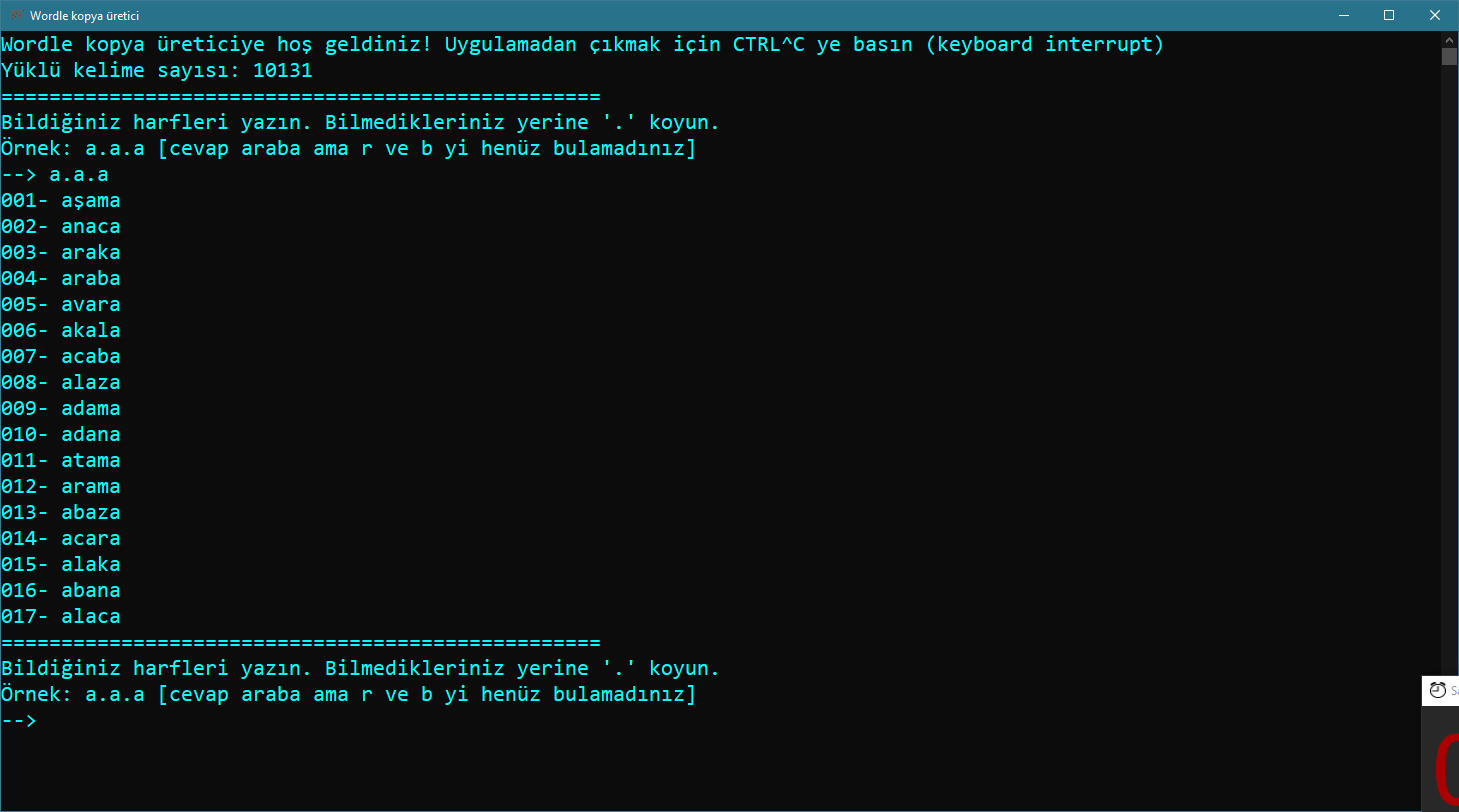 Wordle kopya üretici
Wordle kopya üreticiye hoş geldiniz! Uygulamadan çıkmak için CTRL^C ye basın (keyboard interrupt)
Yüklü kelime sayısı: 10131
==================================================
Bildiğiniz harfleri yazın. Bilmedikleriniz yerine '.' koyun.
Örnek: a.a.a [cevap araba ama r ve b yi henüz bulamadınız]
--> a.a.a
001- aşama
002- anaca
003- araka
004- araba
005- avara
006- akala
007- acaba
008- alaza
009- adama
010- adana
011- atama
012- arama
013- abaza
014- acara
015- alaka
016- abana
017- alaca
==================================================
Bildiğiniz harfleri yazın. Bilmedikleriniz yerine '.' koyun.
Örnek: a.a.a [cevap araba ama r ve b yi henüz bulamadınız]
-->